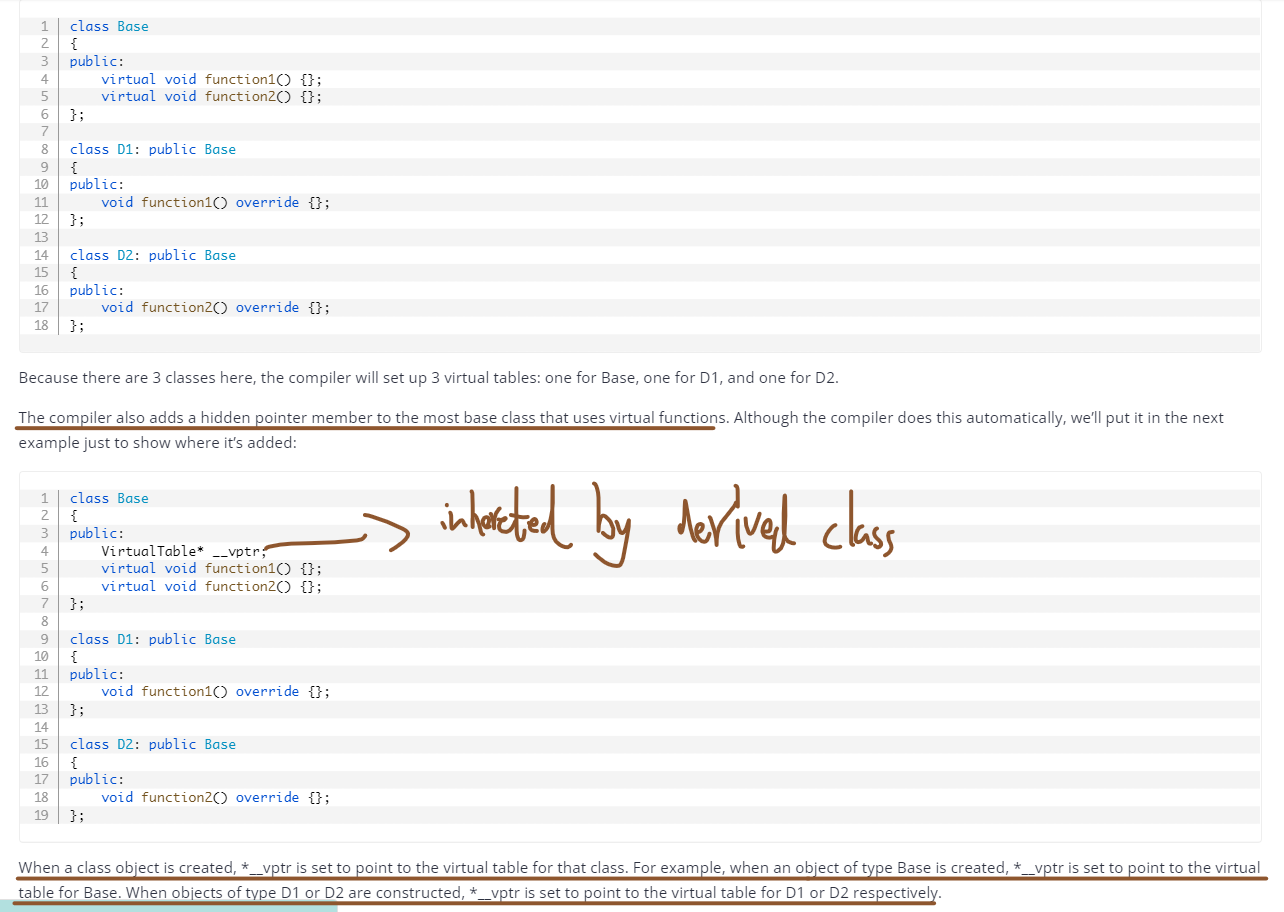 1 class Base
2 {
3 public:
4     virtual void function1() {};
5     virtual void function2() {};
6 };
7
8 class D1: public Base
9 {
10 public:
11     void function1() override {};
12 };
13
14 class D2: public Base
15 {
16 public:
17     void function2() override {};
18 };
Because there are 3 classes here, the compiler will set up 3 virtual tables: one for Base, one for D1, and one for D2.
The compiler also adds a hidden pointer member to the most base class that uses virtual functions. Although the compiler does this automatically, we’ll put it in the next
example just to show where it’s added:
1 class Base
2 {
3 public:
4     VirtualTable* __vptr;
inhereted by derived class
5     virtual void function1() {};
6     virtual void function2() {};
7 };
8
9 class D1: public Base
10 {
11 public:
12     void function1() override {};
13 };
14
15 class D2: public Base
16 {
17 public:
18     void function2() override {};
19 };
When a class object is created, *__vptr is set to point to the virtual table for that class. For example, when an object of type Base is created, *__vptr is set to point to the virtual
table for Base. When objects of type D1 or D2 are constructed, *__vptr is set to point to the virtual table for D1 or D2 respectively.